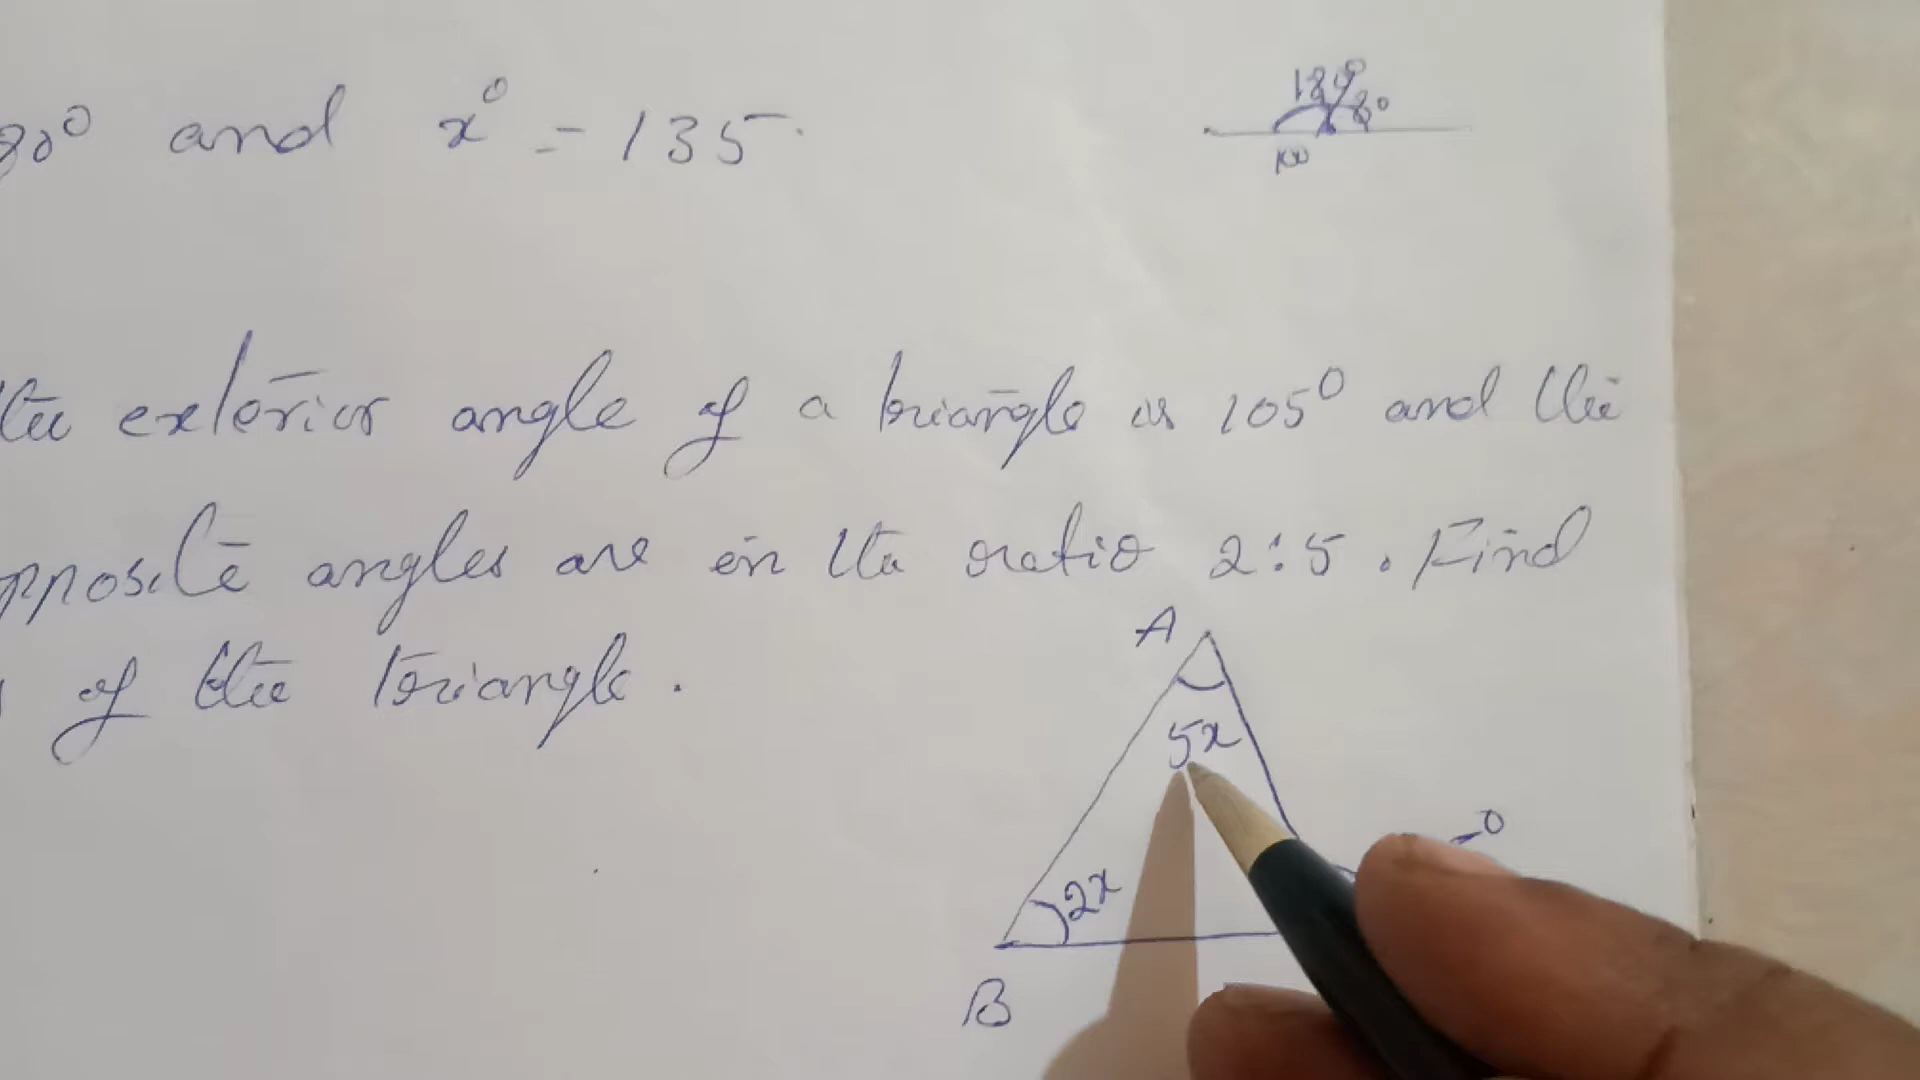 80° and x° = 135.
180°
80°
100
the exterior angle of a triangle is 105° and the
opposite angles are in the ratio 2:5. Find
of the triangle.
A
5x
2x
B